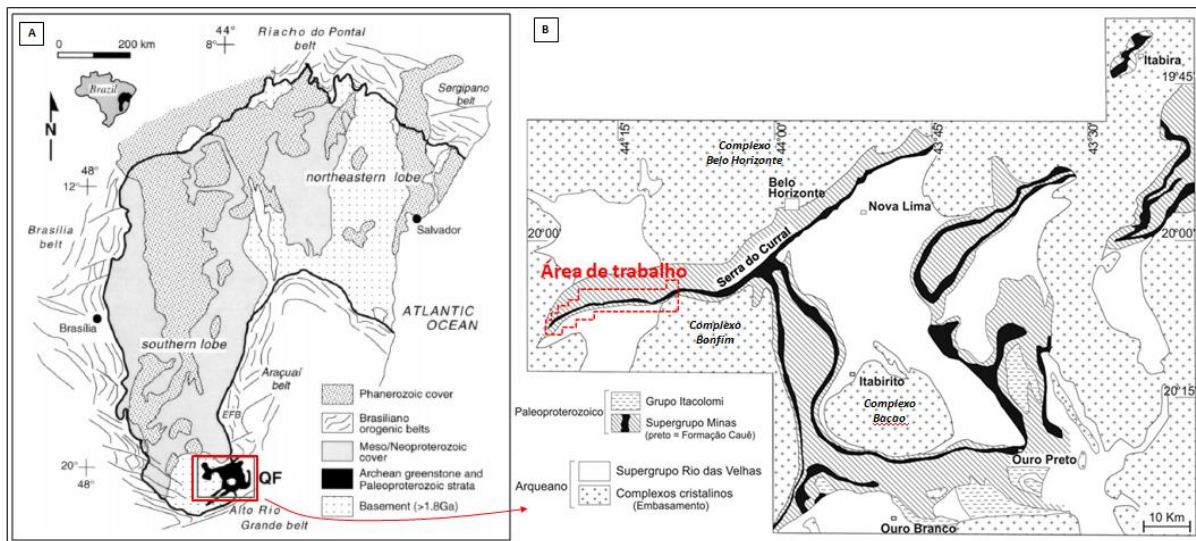 A
0
200 km
44°
8°
Riacho do Pontal
belt
Brazil
N
Sergipano
belt
48°
12°
northeastern lobe
Salvador
Brasília
belt
Brasília
ATLANTIC
OCEAN
southern lobe
Araçuaí
belt
EFB
20°
48°
QF
Alto Rio
Grande belt
Phanerozoic cover
Brasiliano
orogenic belts
Meso/Neoproterozoic
cover
Archean greenstone and
Paleoproterozoic strata
Basement (>1.8Ga)
B
Itabira
19°45'
44°15'
44°00'
43°45'
43°30'
Complexo
Belo Horizonte
Belo
Horizonte
Nova Lima
20°00'
20°00'
Serra do Curral
Área de trabalho
Complexo
Bonfim
Itabirito
Complexo
Bacao
20°15'
Ouro Preto
Ouro Branco
10 Km
Paleoproterozoico
Grupo Itacolomi
Supergrupo Minas
(preto = Formação Cauê)
Arqueano
Supergrupo Rio das Velhas
Complexos cristalinos
(Embasamento)